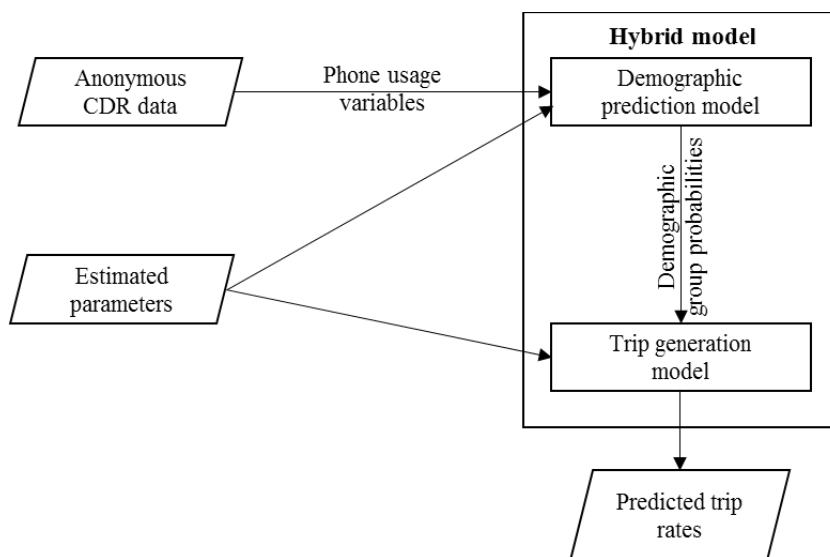 Hybrid model
Anonymous
CDR data
Phone usage
variables
Demographic
prediction model
Demographic
group probabilities
Estimated
parameters
Trip generation
model
Predicted trip
rates